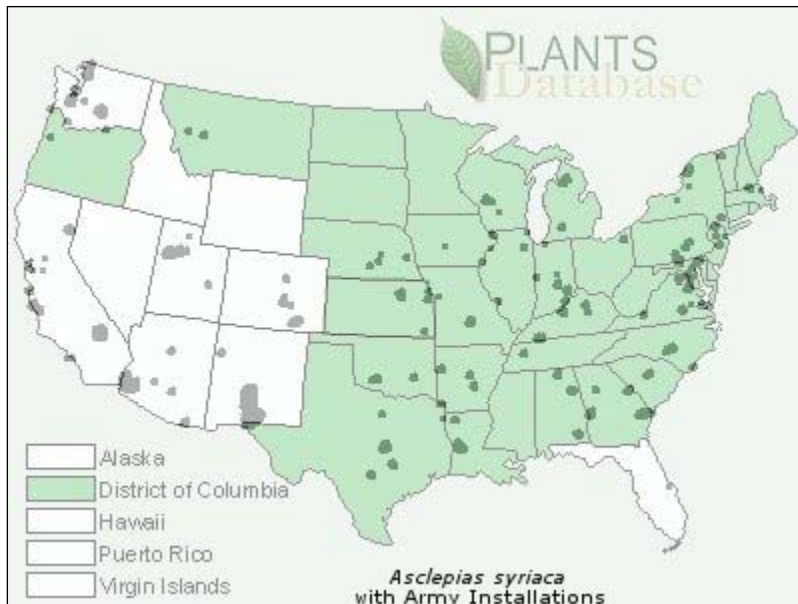 PLANTS
Database
Alaska
District of Columbia
Hawaii
Puerto Rico
Virgin Islands
Asclepias syriaca
with Army Installations